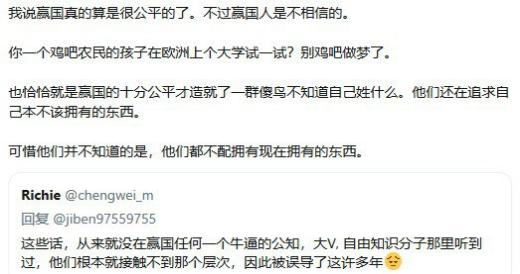 我说赢国真的算是很公平的了。不过赢国人是不相信的。
你一个鸡吧农民的孩子在欧洲上个大学试一试？别鸡吧做梦了。
也恰恰就是赢国的十分公平才造就了一群傻鸟不知道自己姓什么。他们还在追求自
己本不该拥有的东西。
可惜他们并不知道的是，他们都不配拥有现在拥有的东西。
Richie @chengwei_m
回复 @jiben97559755
这些话，从来就没在赢国任何一个牛逼的公知，大V, 自由知识分子那里听到
过，他们根本就接触不到那个层次，因此被误导了这许多年😔